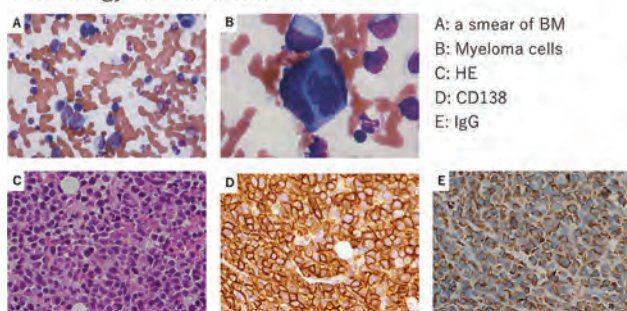 A
B
A: a smear of BM
B: Myeloma cells
C: HE
D: CD138
E: IgG
C
D
E